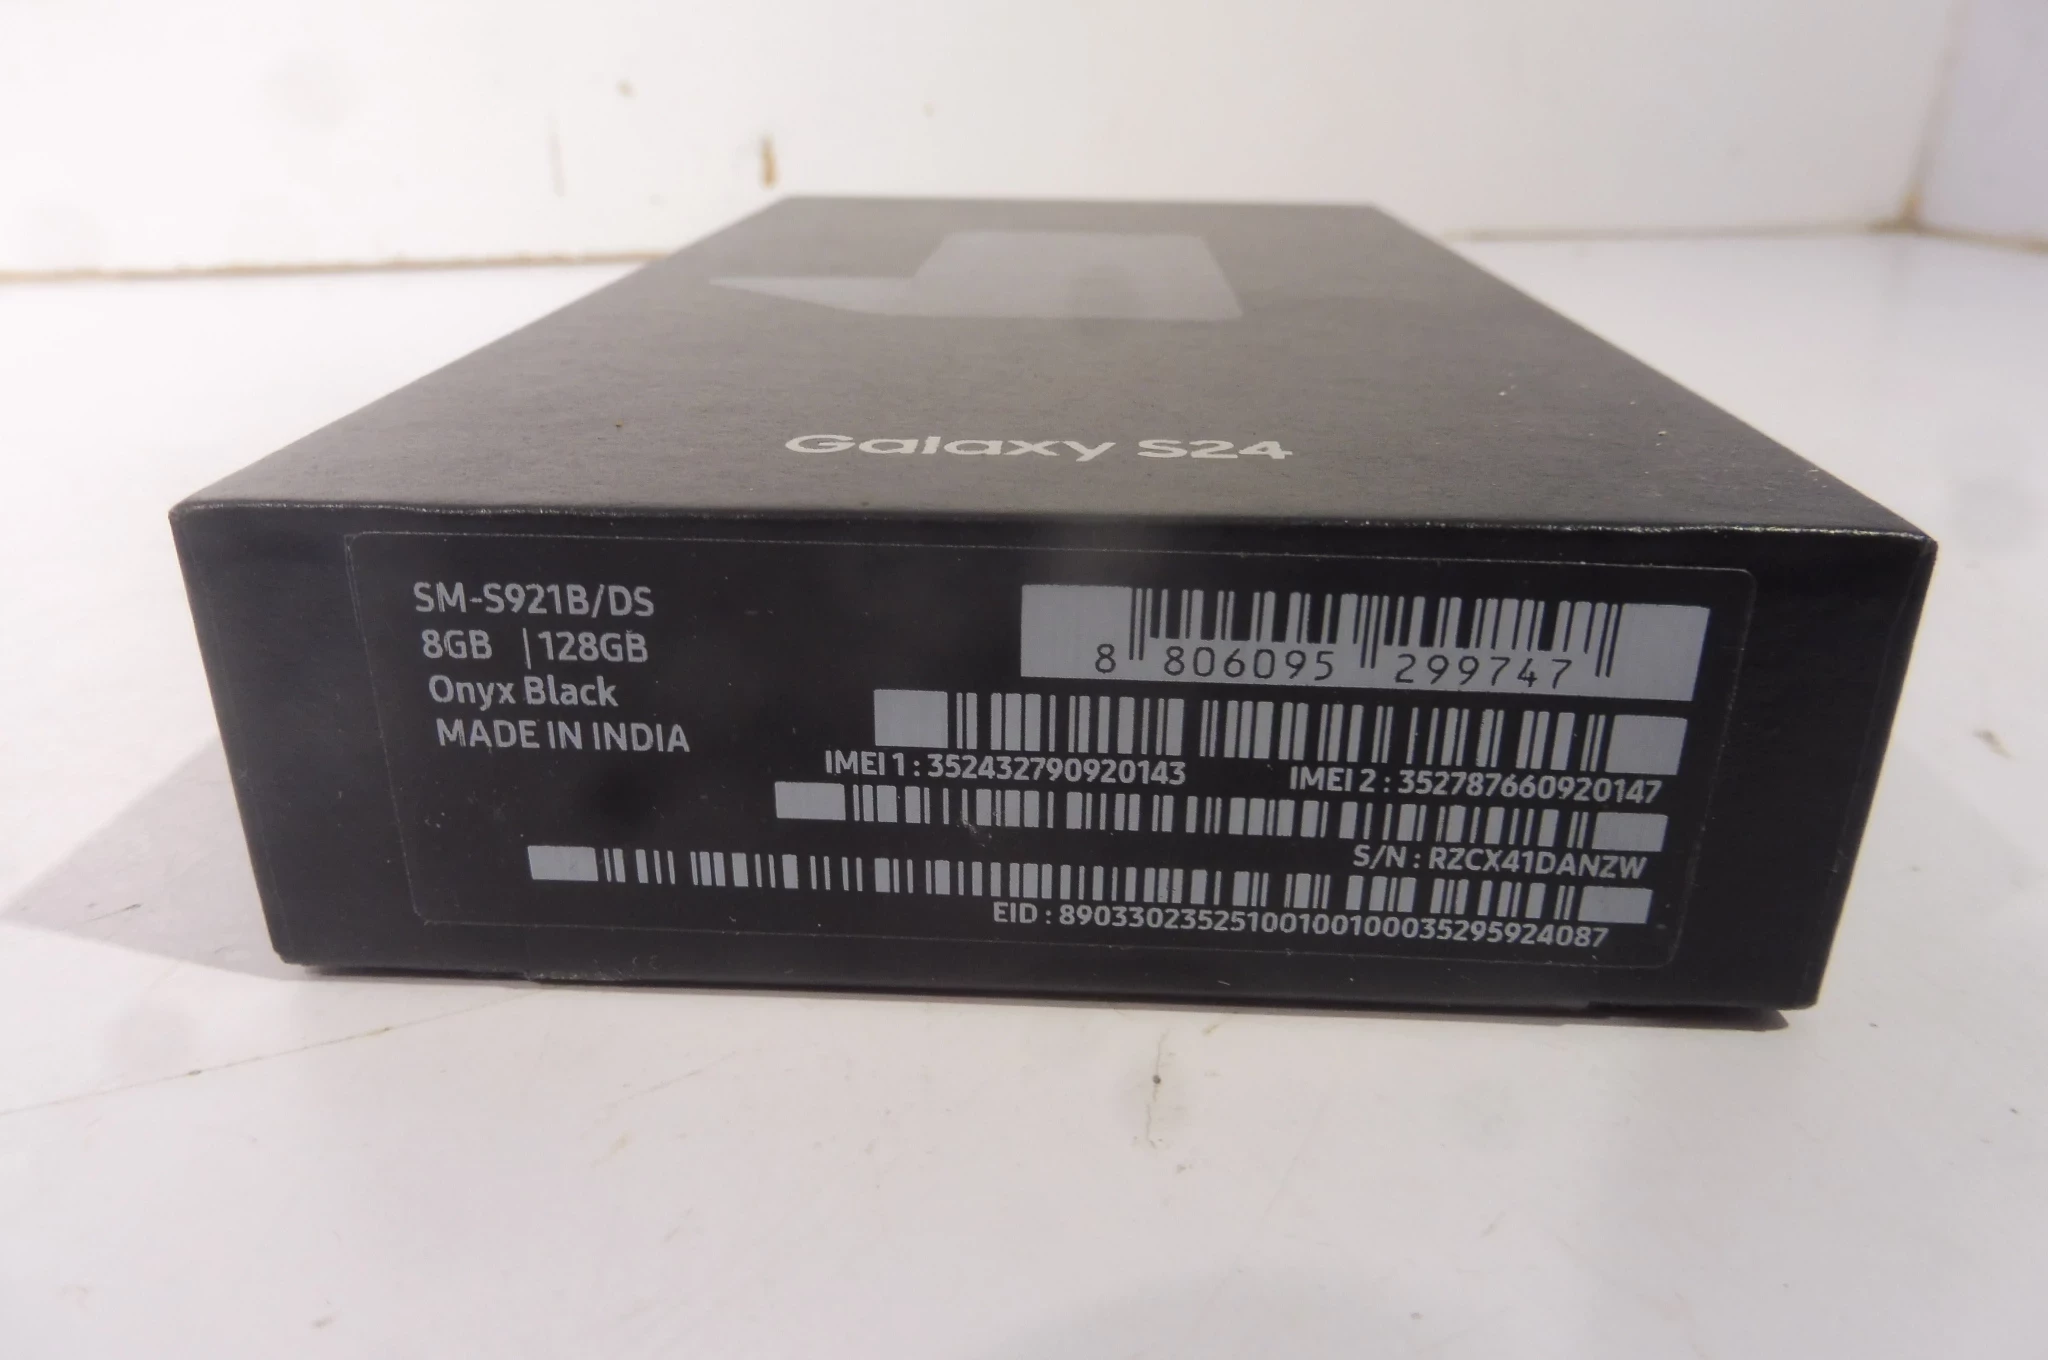 Galaxy S24
SM-S921B/DS
8GB | 128GB
Onyx Black
MADE IN INDIA
8 806095 299747
IMEI 1 : 352432790920143 IMEI 2 : 352787660920147
S/N : RZCX41DANZW
EID : 89033023525100100100035295924087